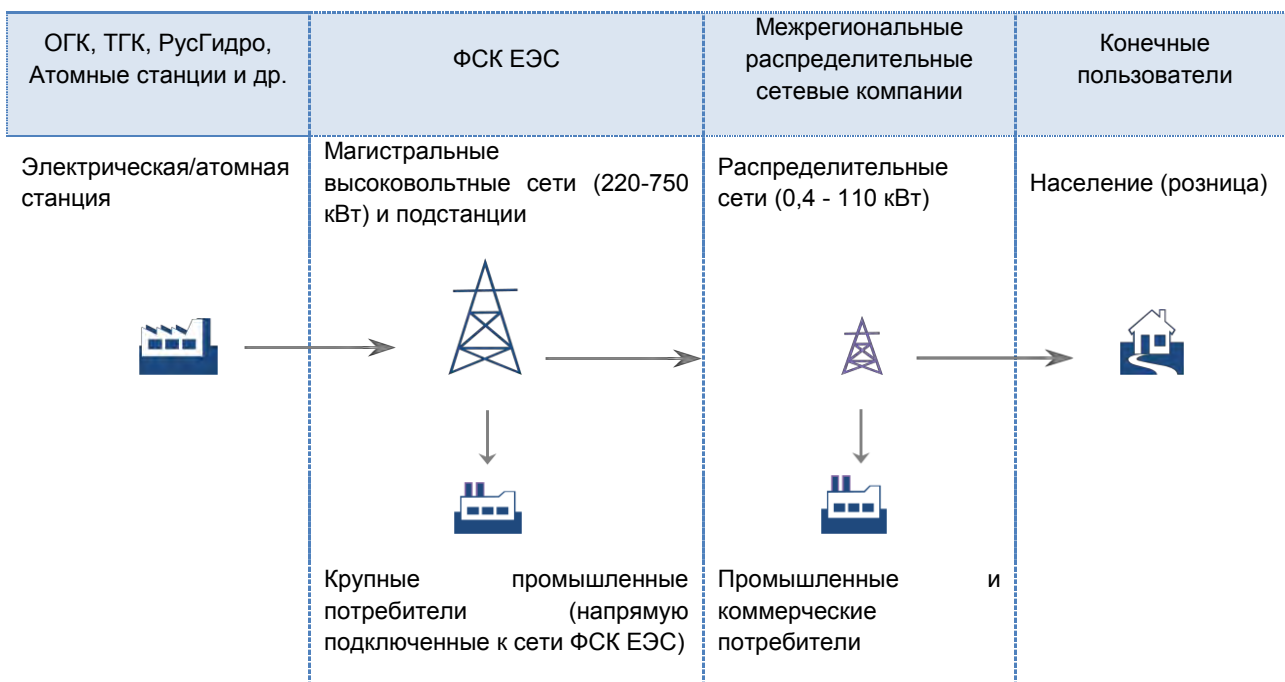 ОГК, ТГК, РусГидро,
Атомные станции и др.
ФСК ЕЭС
Межрегиональные
распределительные
сетевые компании
Конечные
пользователи
Электрическая/атомная
станция
Магистральные
высоковольтные сети (220-750
кВт) и подстанции
Распределительные
сети (0,4 - 110 кВт)
Население (розница)
Крупные промышленные
потребители (напрямую
подключенные к сети ФСК ЕЭС)
Промышленные и
коммерческие
потребители